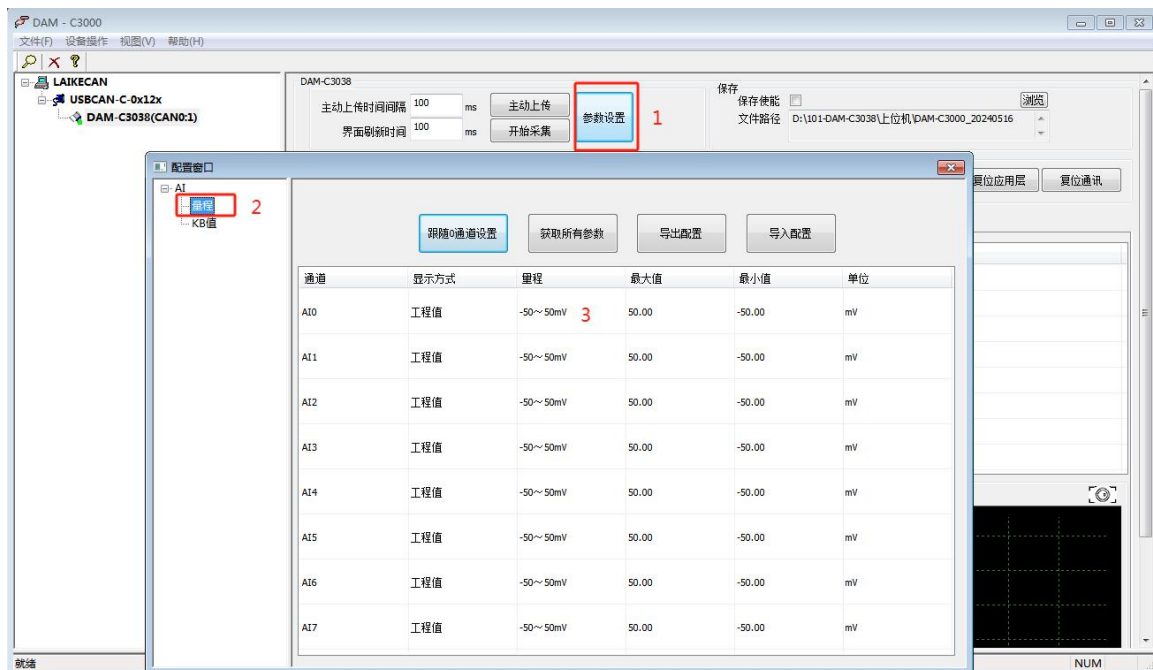 DAM - C3000
文件(F) 设备操作 视图(V) 帮助(H)
LAIKECAN
USBCAN-C-0x12x
DAM-C3038(CAN0:1)
DAM-C3038
主动上传时间间隔 100 ms 主动上传
界面刷新时间 100 ms 开始采集
参数设置 1
保存
保存使能 浏览
文件路径 D:\101-DAM-C3038\上位机\DAM-C3000_20240516
复位应用层 复位通讯
配置窗口
AI
量程 2
KB值
跟随0通道设置 获取所有参数 导出配置 导入配置
通道 显示方式 量程 最大值 最小值 单位
AI0 工程值 -50～50mV 3 50.00 -50.00 mV
AI1 工程值 -50～50mV 50.00 -50.00 mV
AI2 工程值 -50～50mV 50.00 -50.00 mV
AI3 工程值 -50～50mV 50.00 -50.00 mV
AI4 工程值 -50～50mV 50.00 -50.00 mV
AI5 工程值 -50～50mV 50.00 -50.00 mV
AI6 工程值 -50～50mV 50.00 -50.00 mV
AI7 工程值 -50～50mV 50.00 -50.00 mV
就绪 NUM